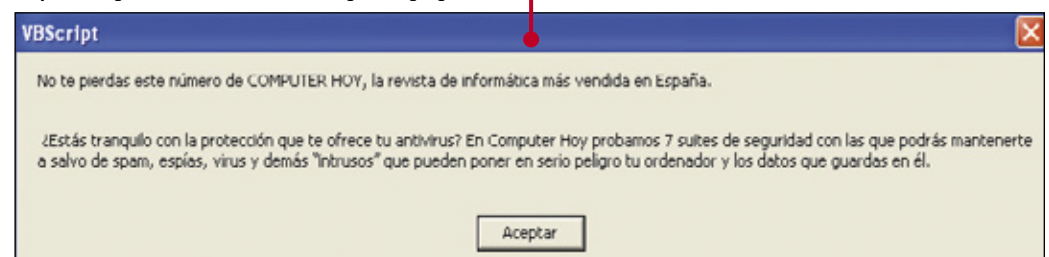 VBScript
No te pierdas este número de COMPUTER HOY, la revista de informática más vendida en España.
¿Estás tranquilo con la protección que te ofrece tu antivirus? En Computer Hoy probamos 7 suites de seguridad con las que podrás mantenerte
a salvo de spam, espías, virus y demás "intrusos" que pueden poner en serio peligro tu ordenador y los datos que guardas en él.
Aceptar